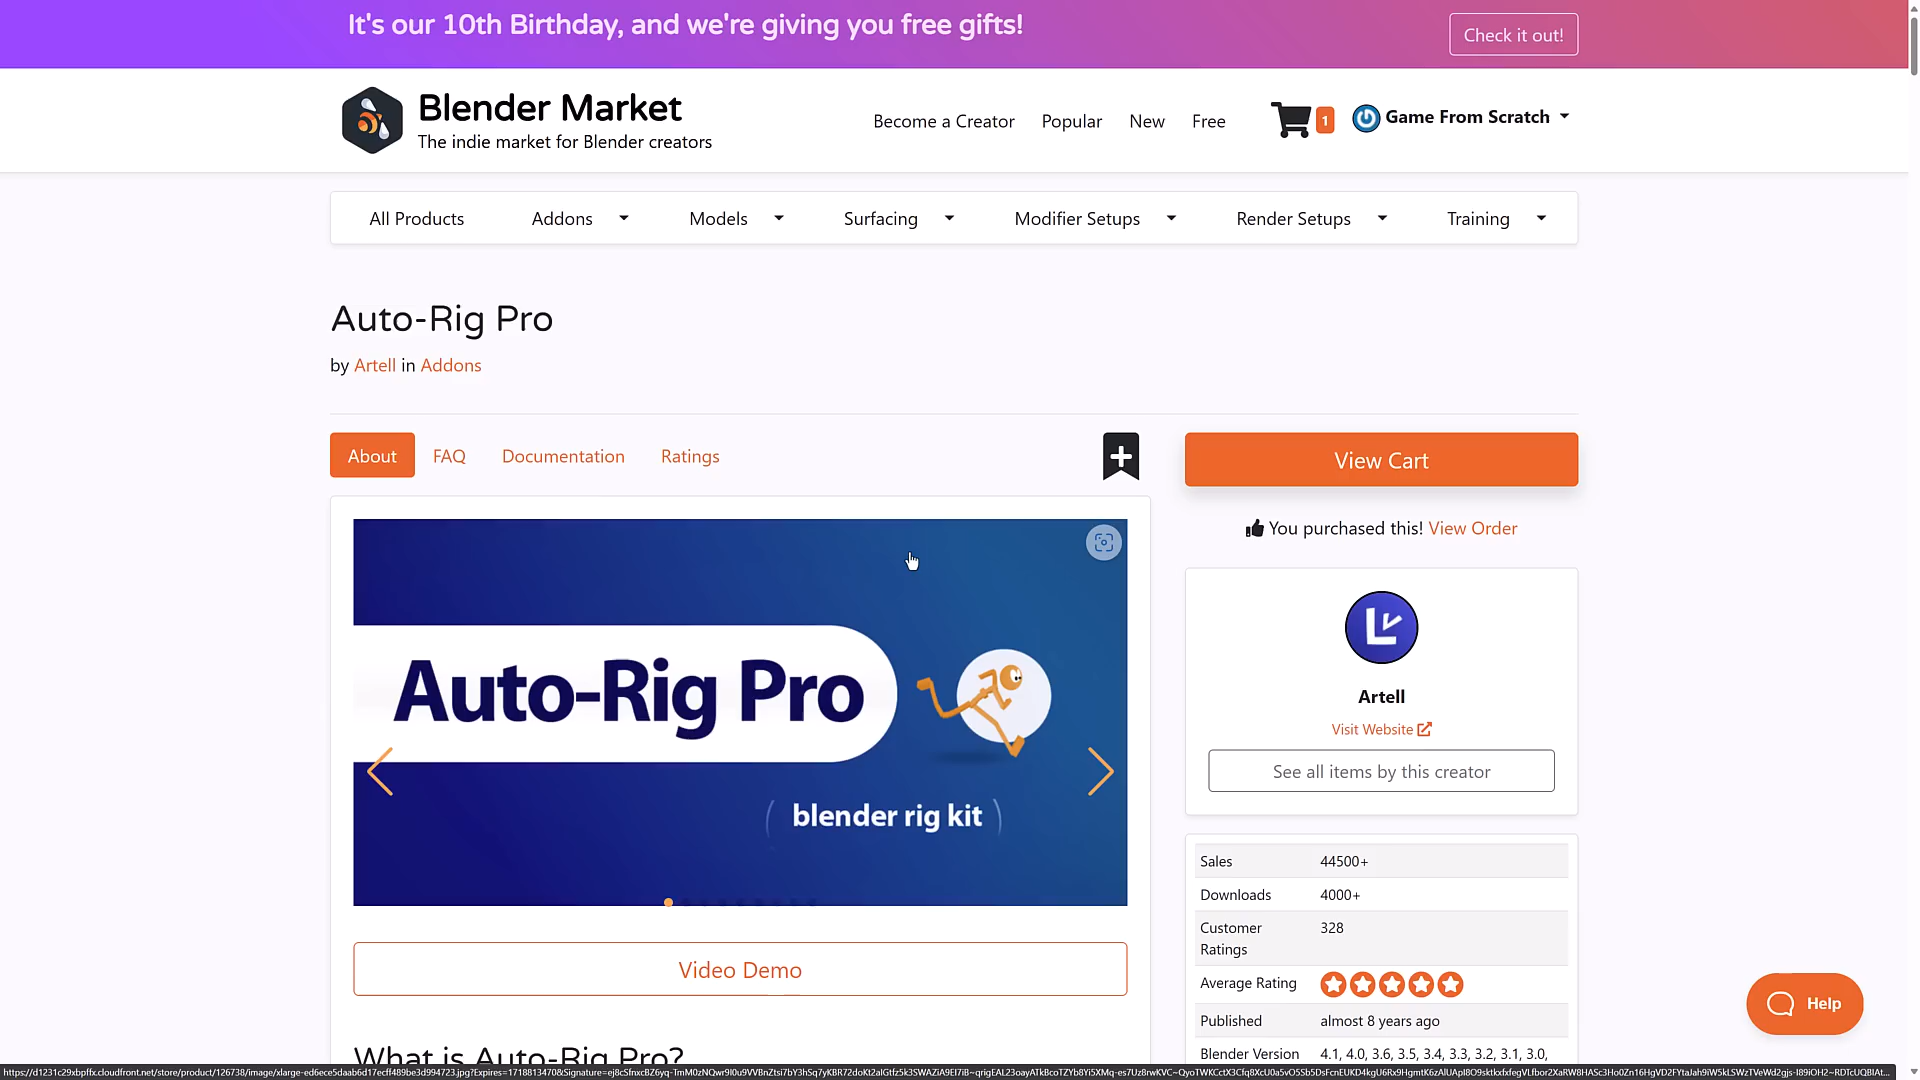 It's our 10th Birthday, and we're giving you free gifts!
Check it out!
Blender Market
The indie market for Blender creators
Become a Creator
Popular
New
Free
1
Game From Scratch
All Products
Addons
Models
Surfacing
Modifier Setups
Render Setups
Training
Auto-Rig Pro
by Artell in Addons
About
FAQ
Documentation
Ratings
View Cart
You purchased this! View Order
Auto-Rig Pro
blender rig kit
Artell
Visit Website
See all items by this creator
Sales 44500+
Downloads 4000+
Customer 328
Ratings
Average Rating
Published almost 8 years ago
Blender Version 4.1, 4.0, 3.6, 3.5, 3.4, 3.3, 3.2, 3.1, 3.0,
Video Demo
What is Auto-Rig Pro?
Help